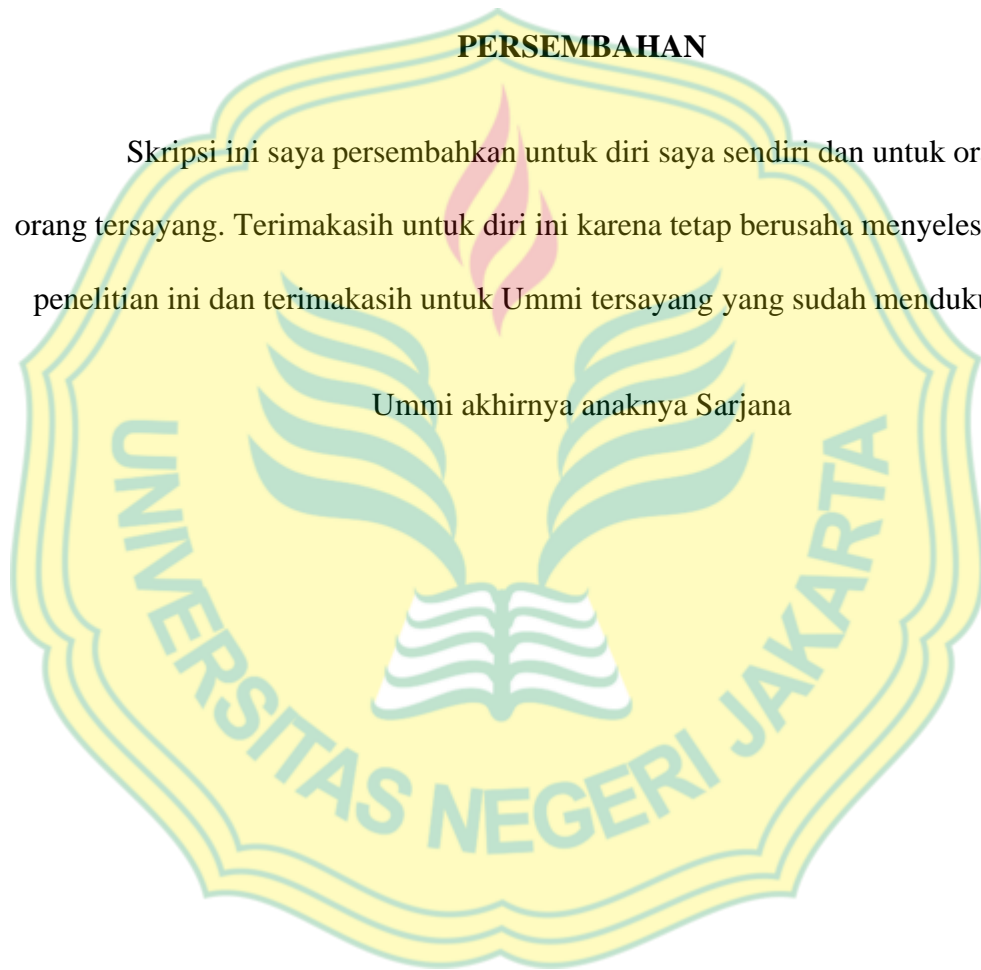 PERSEMBAHAN
Skripsi ini saya persembahkan untuk diri saya sendiri dan untuk or
orang tersayang. Terimakasih untuk diri ini karena tetap berusaha menyeles
penelitian ini dan terimakasih untuk Ummi tersayang yang sudah menduku
Ummi akhirnya anaknya Sarjana
UNIVERSITAS NEGERI JAKARTA